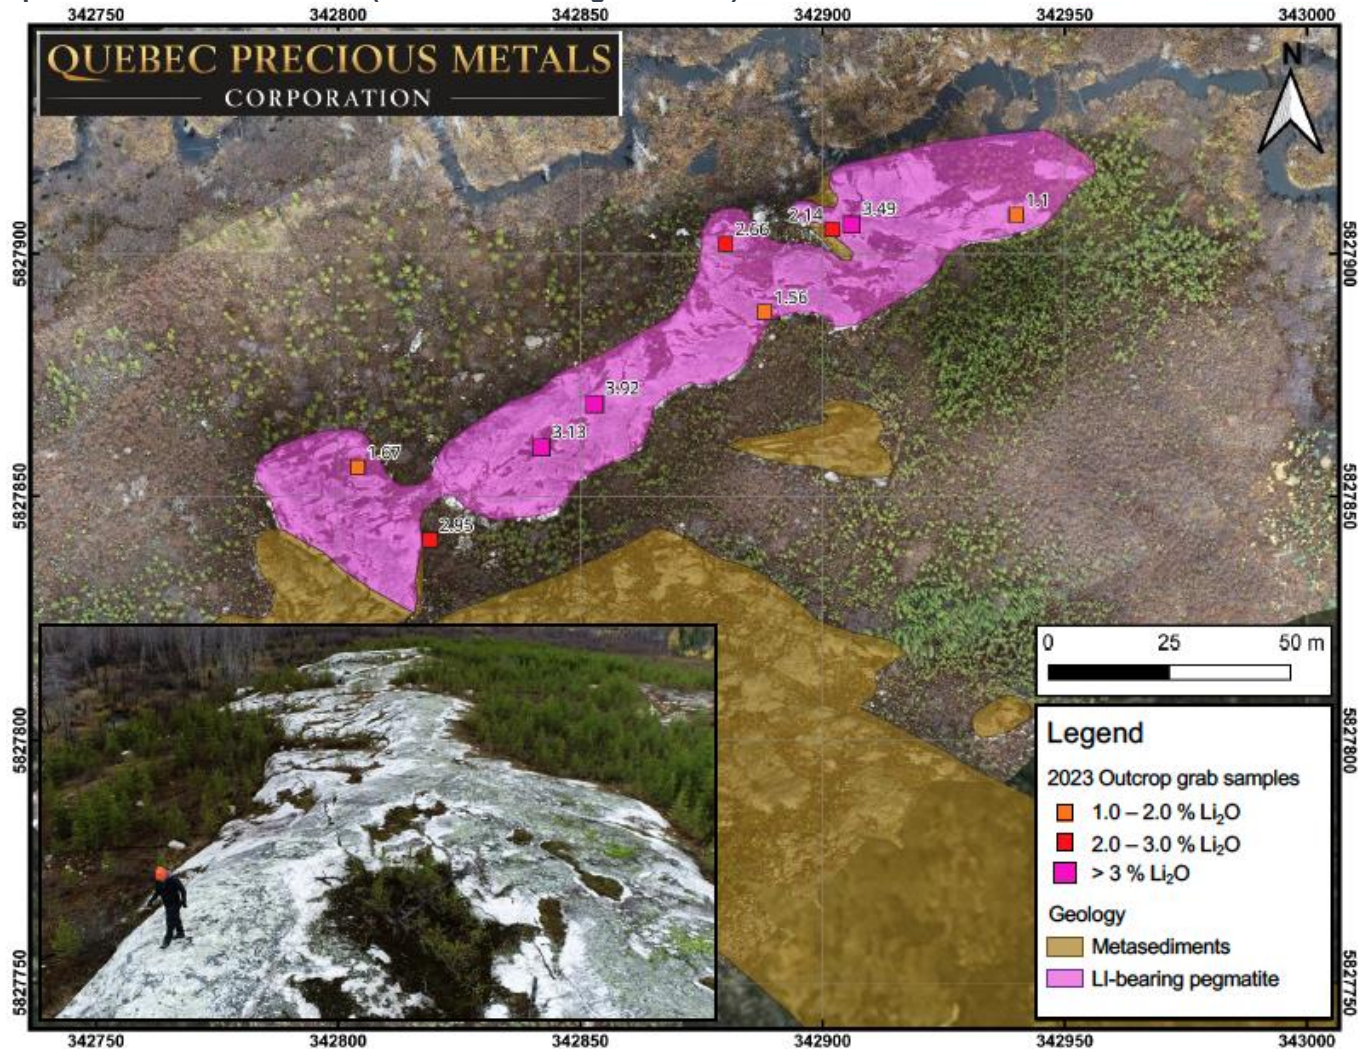 342750 342800 342850 342900 342950 343000
QUEBEC PRECIOUS METALS
CORPORATION
N
1.1
3.49
2.14
2.66
5827900
5827900
1.56
3.92
3.13
1.67
5827850
5827850
2.95
0 25 50 m
5827800
5827800
Legend
2023 Outcrop grab samples
1.0 – 2.0 % Li₂O
2.0 – 3.0 % Li₂O
> 3 % Li₂O
Geology
Metasediments
LI-bearing pegmatite
5827750
5827750
342750 342800 342850 342900 342950 343000